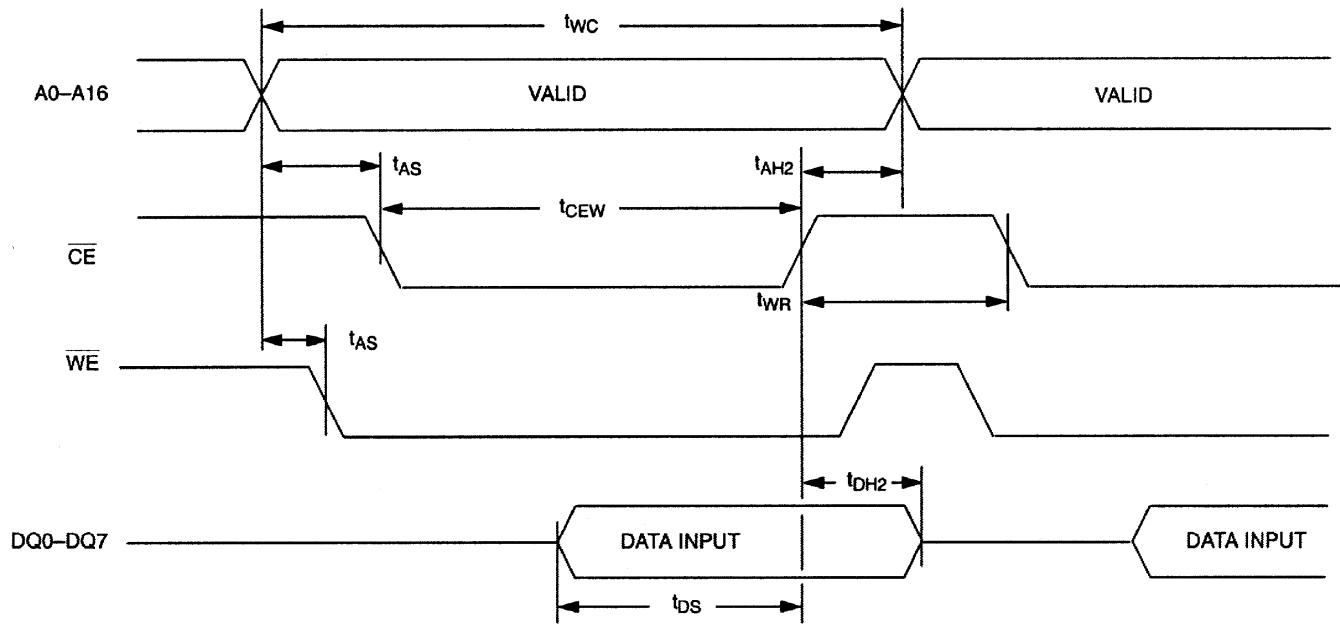 tWC
A0–A16
VALID
VALID
tAS
tAH2
tCEW
CE
tWR
tAS
WE
tDH2
DQ0–DQ7
DATA INPUT
DATA INPUT
tDS